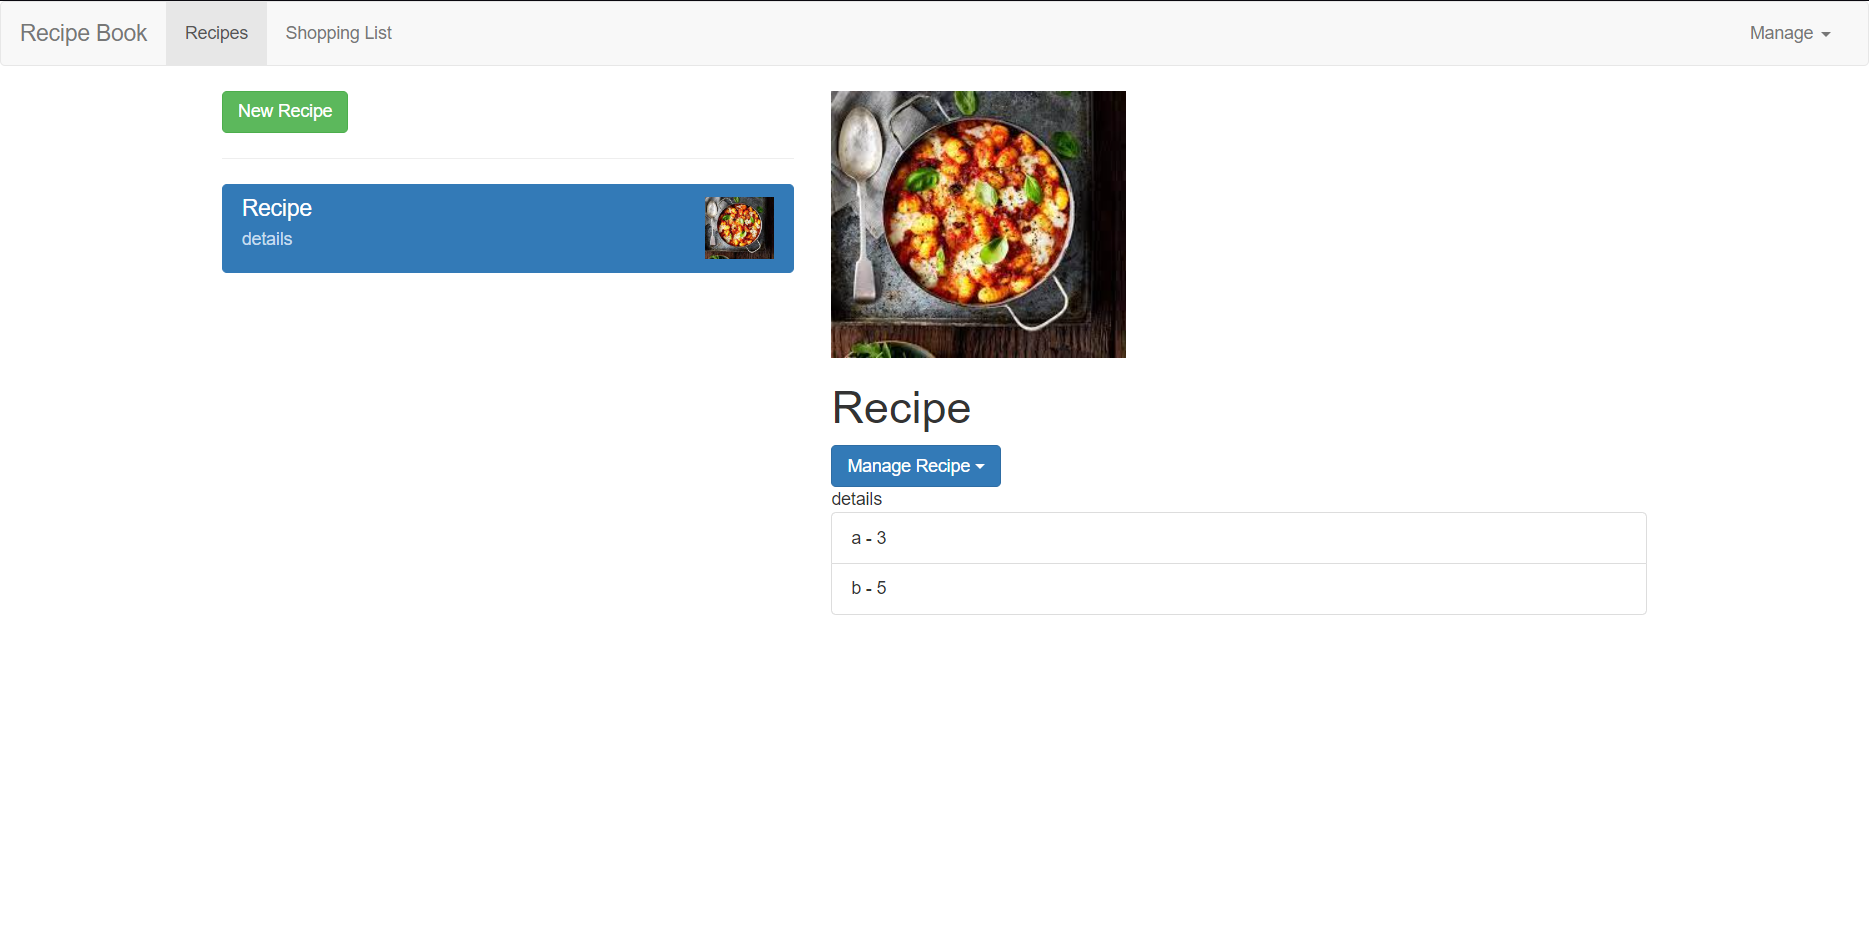 Recipe Book Recipes Shopping List Manage
New Recipe
Recipe
details
Recipe
Manage Recipe
details
a - 3
b - 5